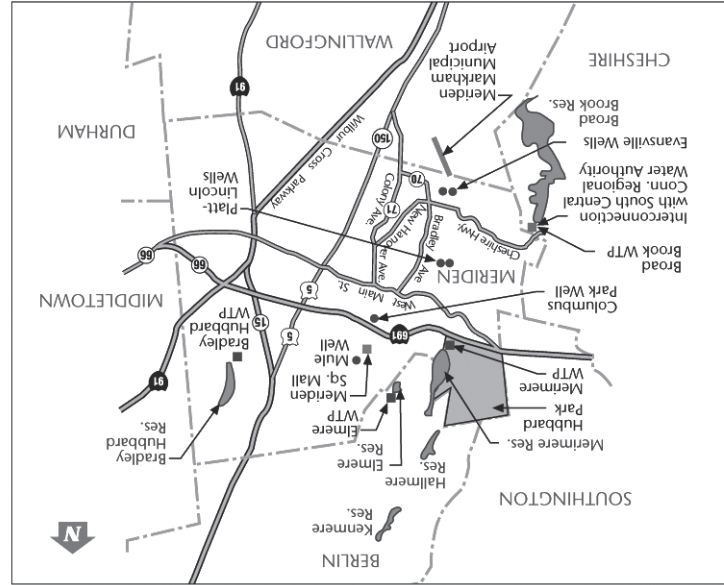 N
BERLIN
Kenmere
Res.
SOUTHINGTON
Hallmere
Res.
Merimere Res.
Hubbard
Park
Merimere
WTP
Elmere
Res.
Elmere
WTP
Meriden
Sq. Mall
Mule
Well
Bradley
Hubbard
Res.
Bradley
Hubbard
WTP
91
5
15
691
5
66
66
MIDDLETOWN
Columbus
Park Well
West Main St.
MERIDEN
Broad
Brook WTP
Interconnection
with South Central
Conn. Regional
Water Authority
Cheshire Hwy.
Bradley Ave
New Hanover Ave.
Colony Ave.
71
70
150
Platt-
Lincoln
Wells
Wilbur Cross Parkway
Evansville Wells
Broad
Brook Res.
Meriden
Markham
Municipal
Airport
DURHAM
91
CHESHIRE
WALLINGFORD